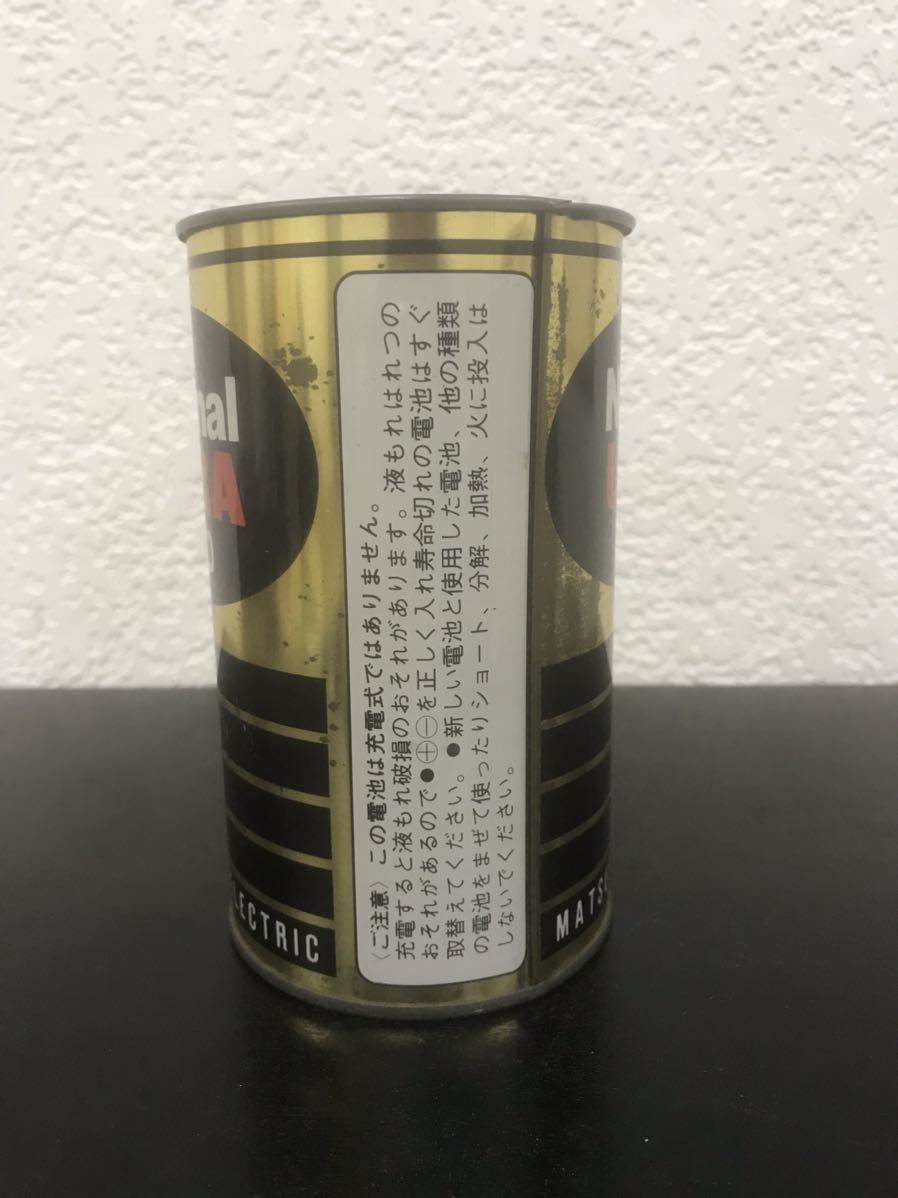 nal
A
〈ご注意〉この電池は充電式ではありません。
充電すると液もれ破損のおそれがあります。液もれはれつの
おそれがあるので●⊕⊖を正しく入れ寿命切れの電池はすぐ
取替えてください。●新しい電池と使用した電池、他の種類
の電池をまぜて使ったりショート、分解、加熱、火に投入は
しないでください。
LECTRIC
MATS